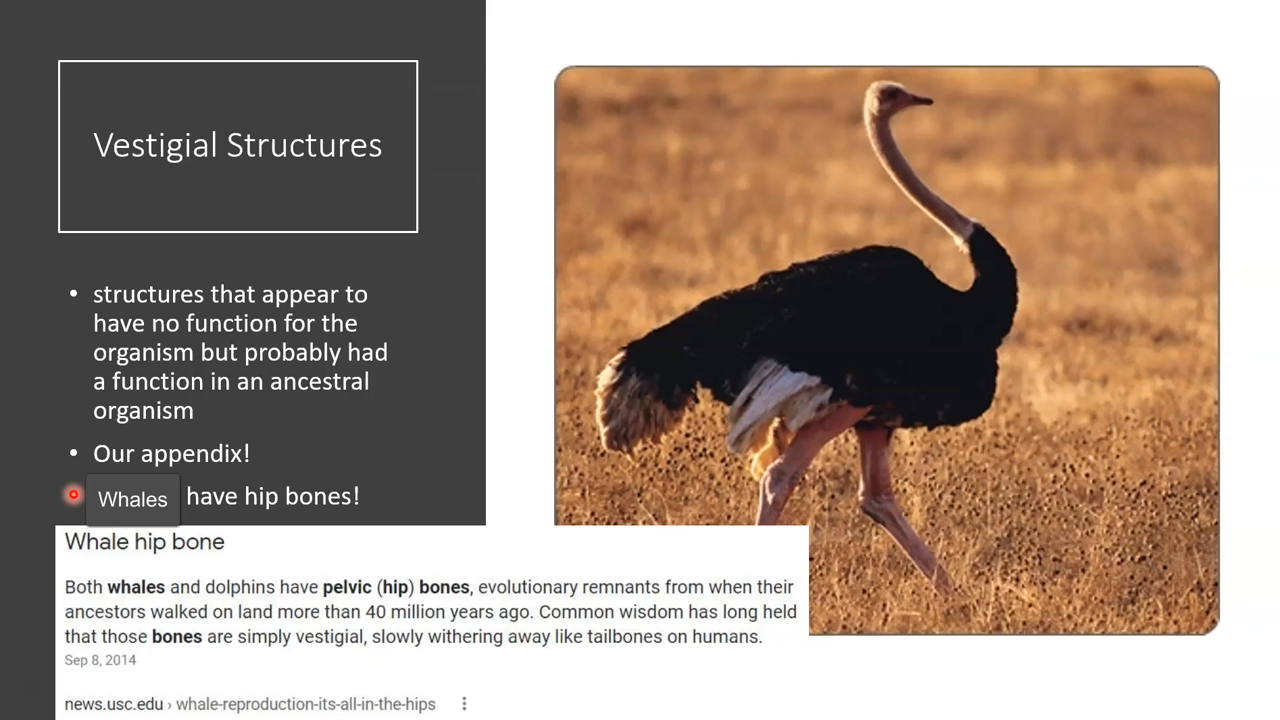 Vestigial Structures
• structures that appear to
have no function for the
organism but probably had
a function in an ancestral
organism
• Our appendix!
Whales have hip bones!
Whale hip bone
Both whales and dolphins have pelvic (hip) bones, evolutionary remnants from when their
ancestors walked on land more than 40 million years ago. Common wisdom has long held
that those bones are simply vestigial, slowly withering away like tailbones on humans.
Sep 8, 2014
news.usc.edu › whale-reproduction-its-all-in-the-hips